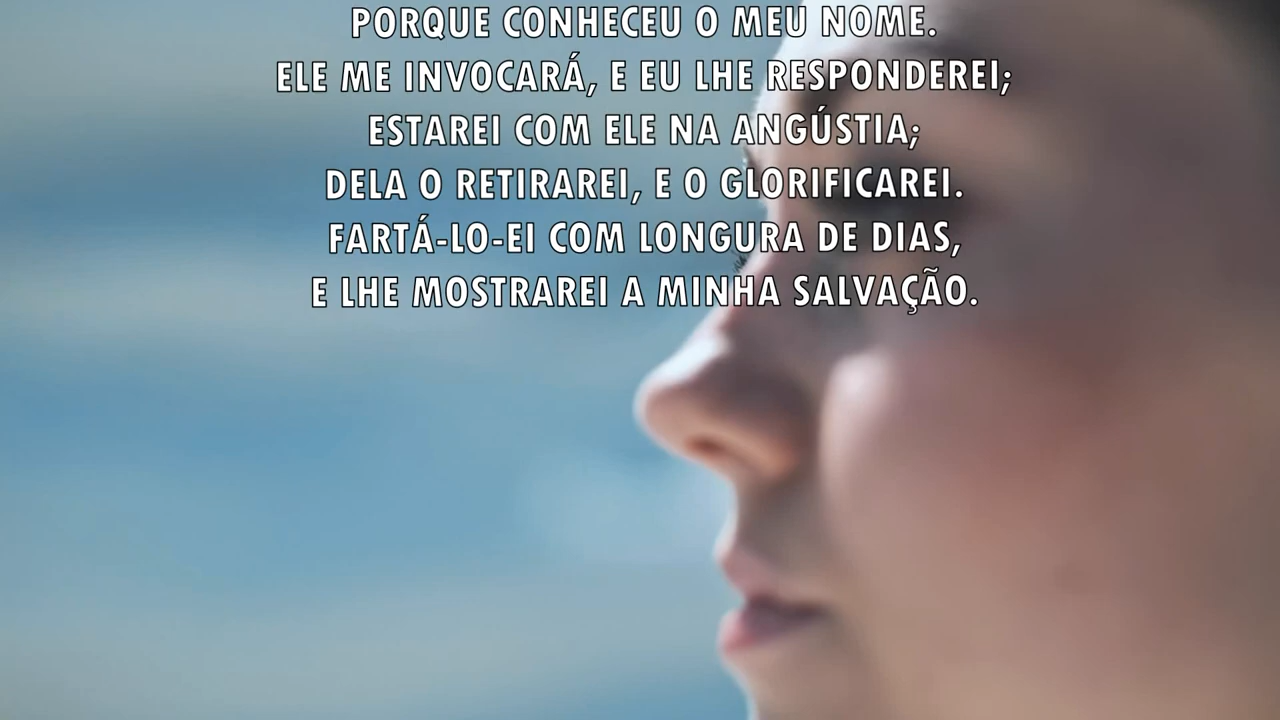 PORQUE CONHECEU O MEU NOME.
ELE ME INVOCARÁ, E EU LHE RESPONDEREI;
ESTAREI COM ELE NA ANGÚSTIA;
DELA O RETIRAREI, E O GLORIFICAREI.
FARTÁ-LO-EI COM LONGURA DE DIAS,
E LHE MOSTRAREI A MINHA SALVAÇÃO.